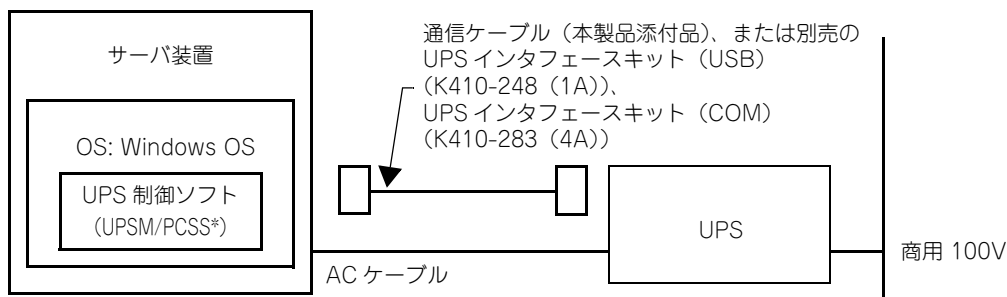 サーバ装置
OS: Windows OS
UPS 制御ソフト
(UPSM/PCSS*)
通信ケーブル（本製品添付品）、または別売の
UPS インタフェースキット（USB）
（K410-248（1A））、
UPS インタフェースキット（COM）
（K410-283（4A））
UPS
AC ケーブル
商用 100V